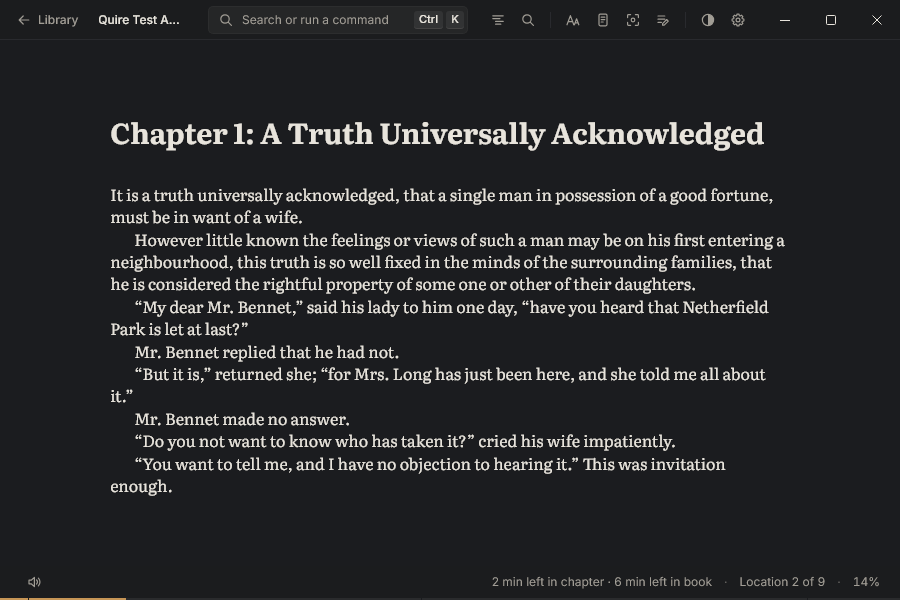 Library
Quire Test A...
Search or run a command
Ctrl K
AA
Chapter 1: A Truth Universally Acknowledged
It is a truth universally acknowledged, that a single man in possession of a good fortune,
must be in want of a wife.
However little known the feelings or views of such a man may be on his first entering a
neighbourhood, this truth is so well fixed in the minds of the surrounding families, that
he is considered the rightful property of some one or other of their daughters.
“My dear Mr. Bennet,” said his lady to him one day, “have you heard that Netherfield
Park is let at last?”
Mr. Bennet replied that he had not.
“But it is,” returned she; “for Mrs. Long has just been here, and she told me all about
it.”
Mr. Bennet made no answer.
“Do you not want to know who has taken it?” cried his wife impatiently.
“You want to tell me, and I have no objection to hearing it.” This was invitation
enough.
2 min left in chapter · 6 min left in book · Location 2 of 9 · 14%